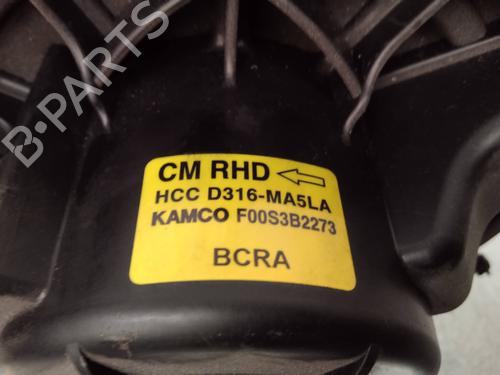 B-PARTS
CM RHD
HCC D316-MA5LA
KAMCO F00S3B2273
BCRA